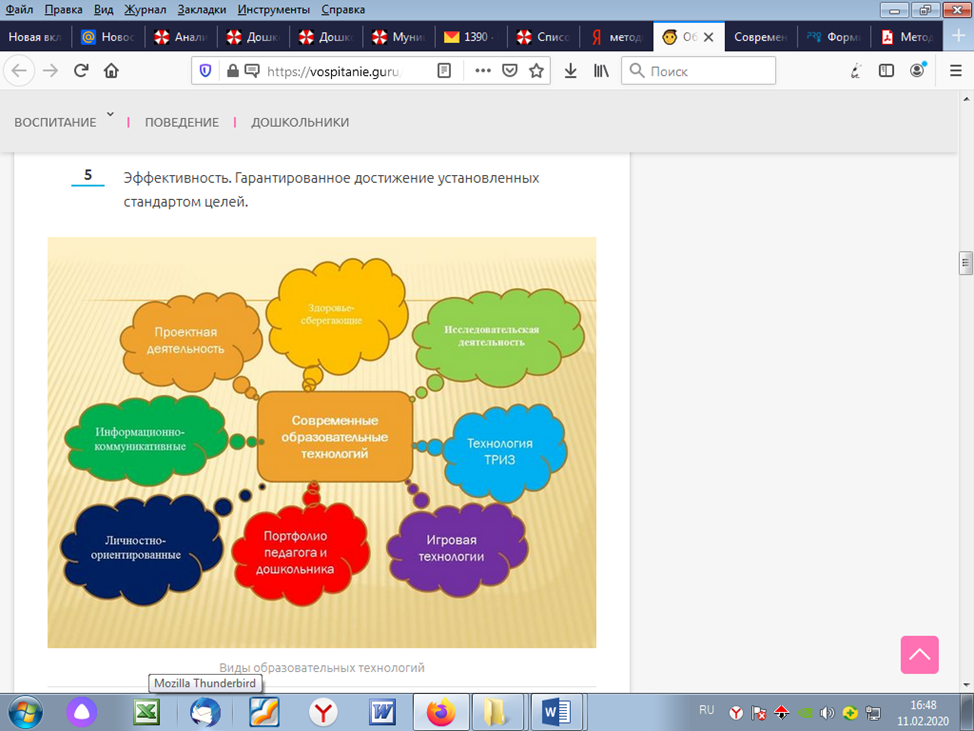 Файл Правка Вид Журнал Закладки Инструменты Справка
Новая вкл
Новос
Анали
Дошк
Дошк
Муни
1390 -
Списо
метод
Об
Современ
Форми
Метод
https://vospitanie.guru/
Поиск
ВОСПИТАНИЕ | ПОВЕДЕНИЕ | ДОШКОЛЬНИКИ
5 Эффективность. Гарантированное достижение установленных
стандартом целей.
Здоровье-
сберегающие
Проектная
деятельность
Исследовательская
деятельность
Современные
образовательные
технологий
Информационно-
коммуникативные
Технология
ТРИЗ
Личностно-
ориентированные
Портфолио
педагога и
дошкольника
Игровая
технологии
Виды образовательных технологий
Mozilla Thunderbird
RU
16:48
11.02.2020